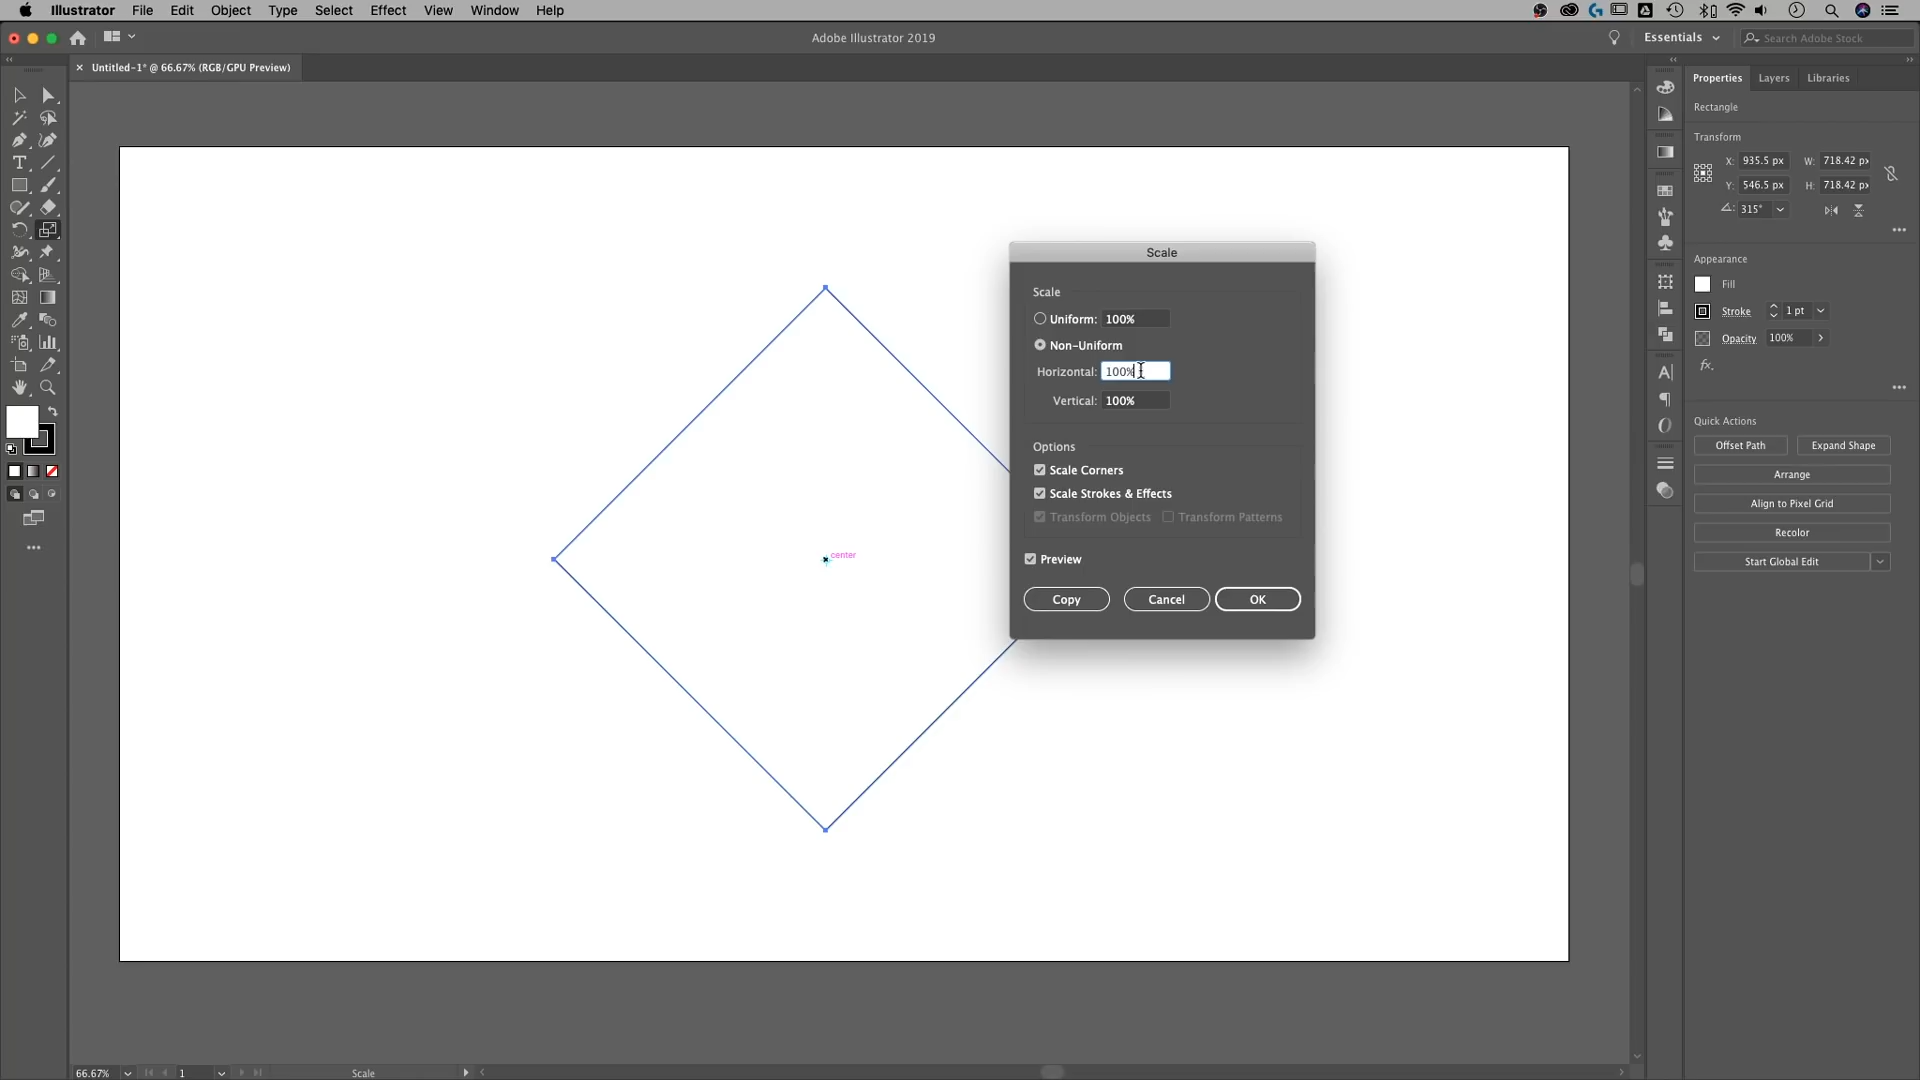 Illustrator File Edit Object Type Select Effect View Window Help
Adobe Illustrator 2019
Essentials
Search Adobe Stock
× Untitled-1* @ 66.67% (RGB/GPU Preview)
Properties Layers Libraries
Rectangle
Transform
X: 935.5 px W: 718.42 px
Y: 546.5 px H: 718.42 px
315°
Appearance
Fill
Stroke 1 pt
Opacity 100%
fx.
Quick Actions
Offset Path Expand Shape
Arrange
Align to Pixel Grid
Recolor
Start Global Edit
Scale
Scale
Uniform: 100%
Non-Uniform
Horizontal: 100%
Vertical: 100%
Options
Scale Corners
Scale Strokes & Effects
Transform Objects Transform Patterns
Preview
Copy Cancel OK
center
66.67% 1 Scale